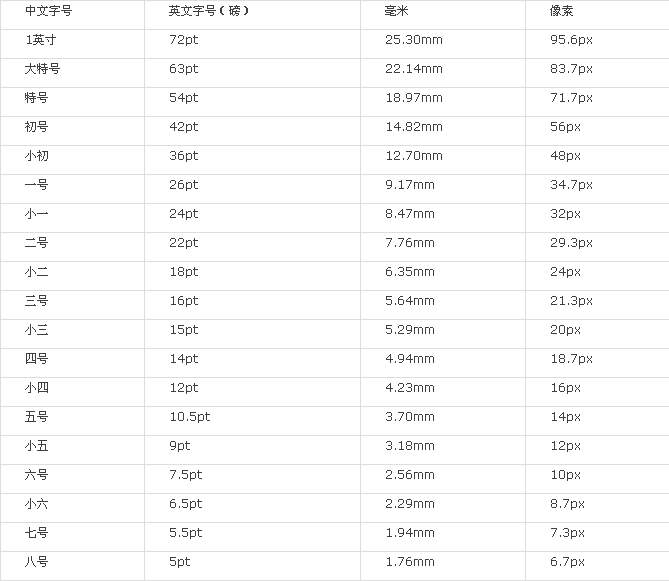 中文字号 英文字号(磅) 毫米 像素
1英寸 72pt 25.30mm 95.6px
大特号 63pt 22.14mm 83.7px
特号 54pt 18.97mm 71.7px
初号 42pt 14.82mm 56px
小初 36pt 12.70mm 48px
一号 26pt 9.17mm 34.7px
小一 24pt 8.47mm 32px
二号 22pt 7.76mm 29.3px
小二 18pt 6.35mm 24px
三号 16pt 5.64mm 21.3px
小三 15pt 5.29mm 20px
四号 14pt 4.94mm 18.7px
小四 12pt 4.23mm 16px
五号 10.5pt 3.70mm 14px
小五 9pt 3.18mm 12px
六号 7.5pt 2.56mm 10px
小六 6.5pt 2.29mm 8.7px
七号 5.5pt 1.94mm 7.3px
八号 5pt 1.76mm 6.7px